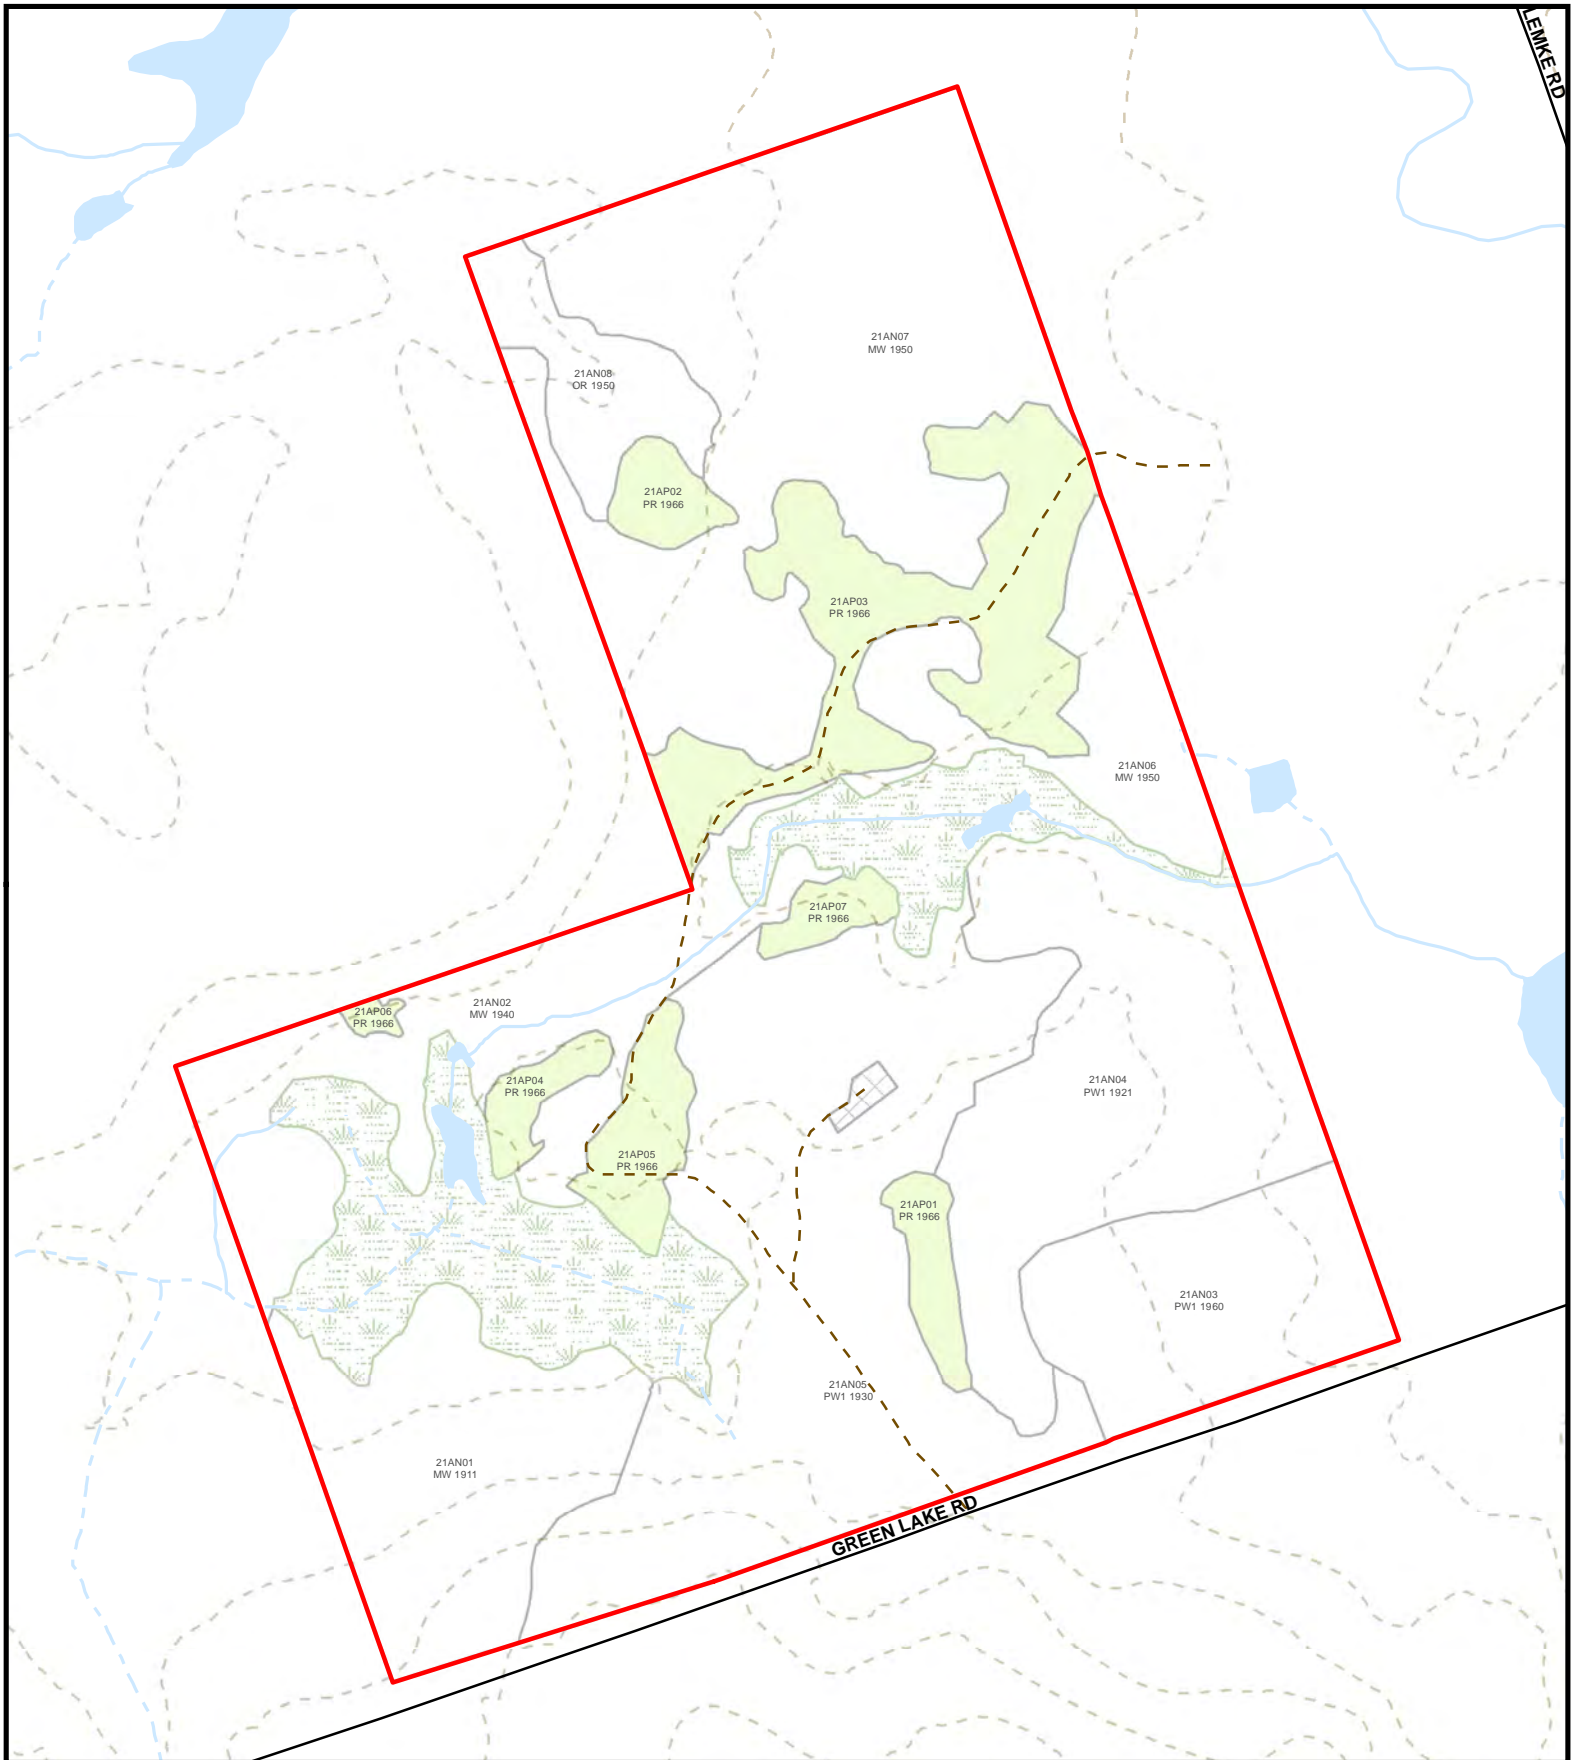 LEMKE RD
21AN07
MW 1950
21AN08
OR 1950
21AP02
PR 1966
21AP03
PR 1966
21AN06
MW 1950
21AP07
PR 1966
21AN02
MW 1940
21AP06
PR 1966
21AP04
PR 1966
21AN04
PW1 1921
21AP05
PR 1966
21AP01
PR 1966
21AN03
PW1 1960
21AN05
PW1 1930
21AN01
MW 1911
GREEN LAKE RD